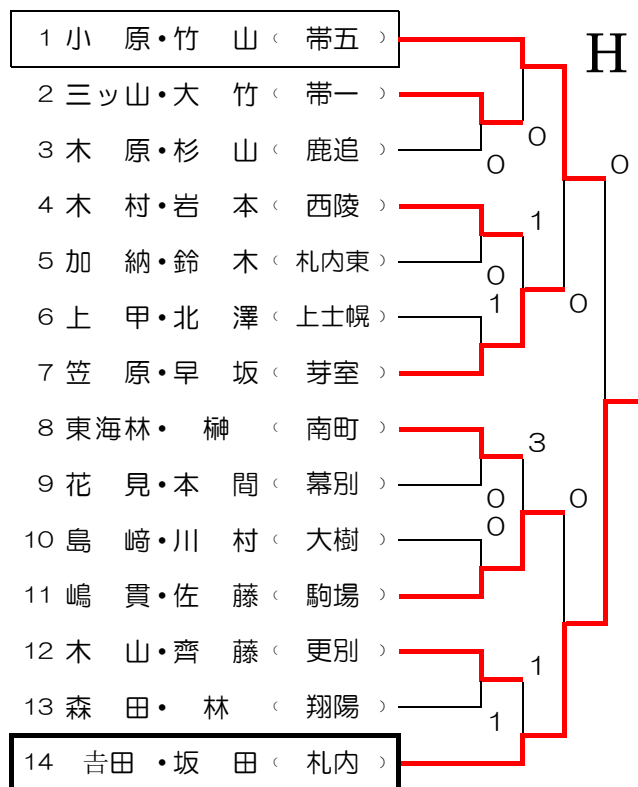 H
1 小 原・竹 山（ 帯五 ）
2 三ッ山・大 竹（ 帯一 ）
0
3 木 原・杉 山（ 鹿追 ）
0
0
4 木 村・岩 本（ 西陵 ）
1
5 加 納・鈴 木（ 札内東 ）
0
6 上 甲・北 澤（ 上士幌 ）
1
0
7 笠 原・早 坂（ 芽室 ）
8 東海林・ 榊 （ 南町 ）
3
9 花 見・本 間（ 幕別 ）
0
0
10 島 﨑・川 村（ 大樹 ）
0
11 嶋 貫・佐 藤（ 駒場 ）
12 木 山・齊 藤（ 更別 ）
1
13 森 田・ 林 （ 翔陽 ）
1
14 𠮷田 ・坂 田（ 札内 ）